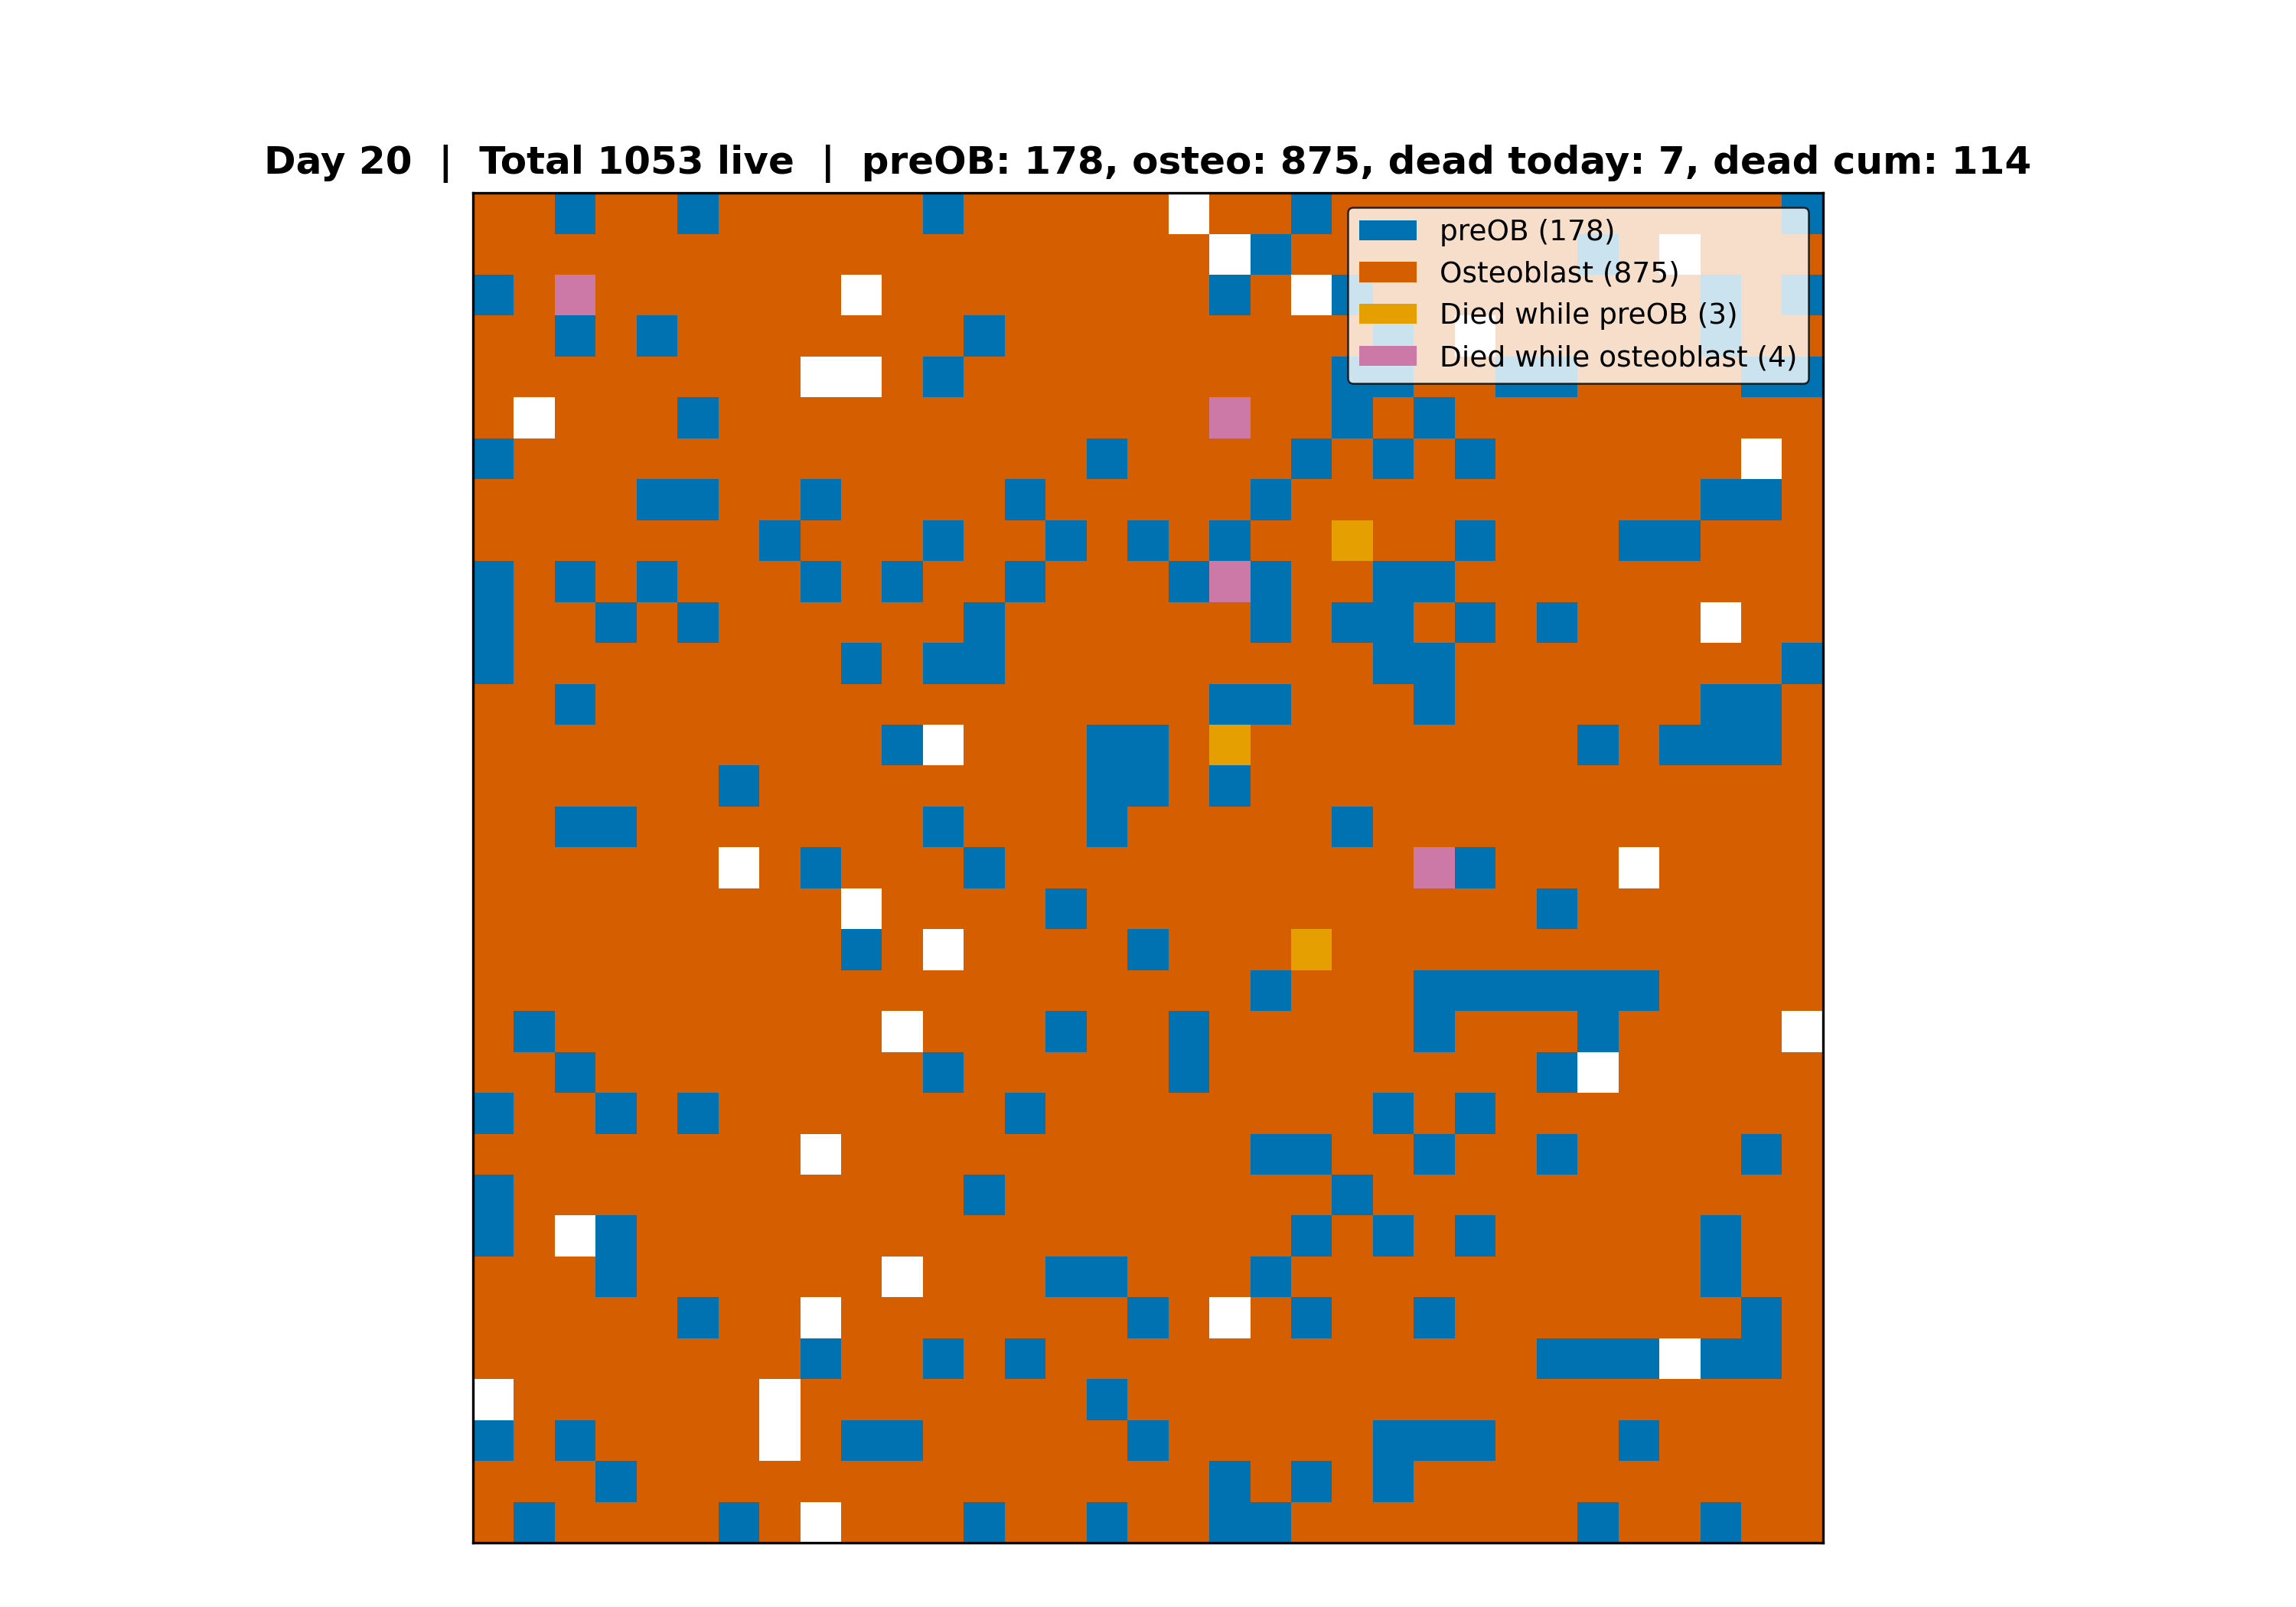 Day 20 | Total 1053 live | preOB: 178, osteo: 875, dead today: 7, dead cum: 114
preOB (178)
Osteoblast (875)
Died while preOB (3)
Died while osteoblast (4)